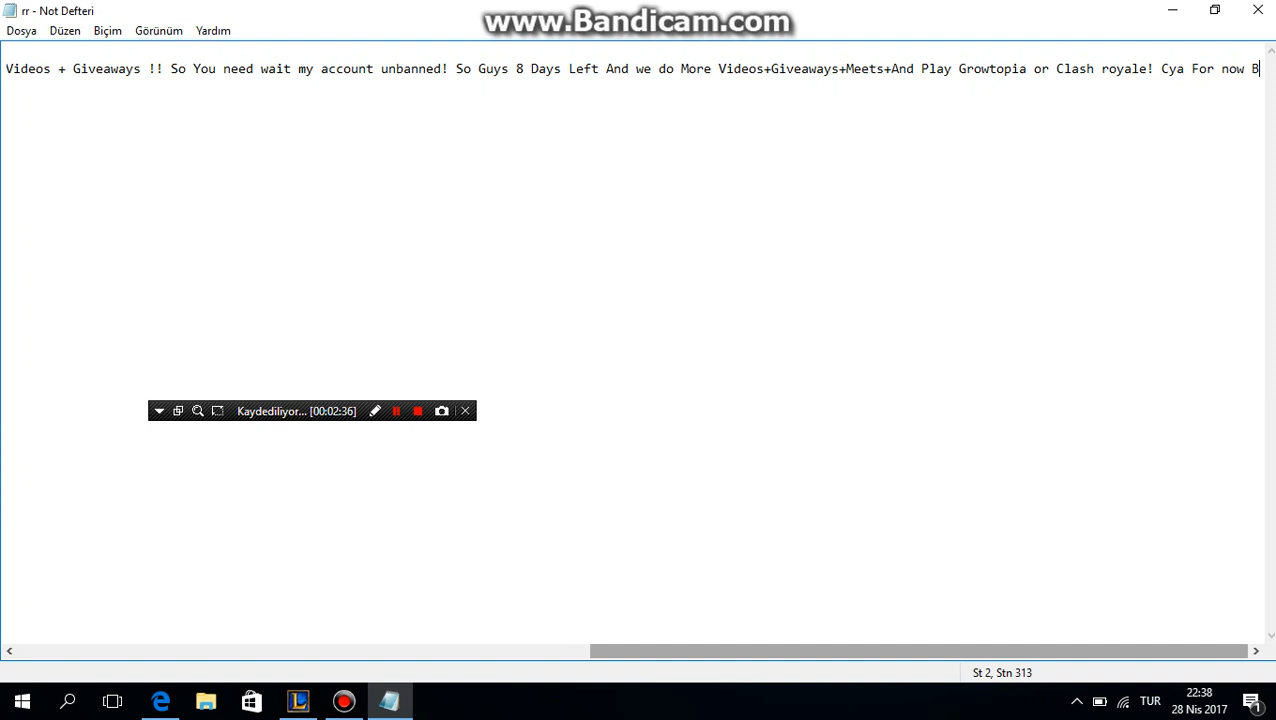 rr - Not Defteri
www.Bandicam.com
Dosya Düzen Biçim Görünüm Yardım
Videos + Giveaways !! So You need wait my account unbanned! So Guys 8 Days Left And we do More Videos+Giveaways+Meets+And Play Growtopia or Clash royale! Cya For now B
Kaydediliyor... [00:02:36]
St 2, Stn 313
TUR
22:38
28 Nis 2017
1